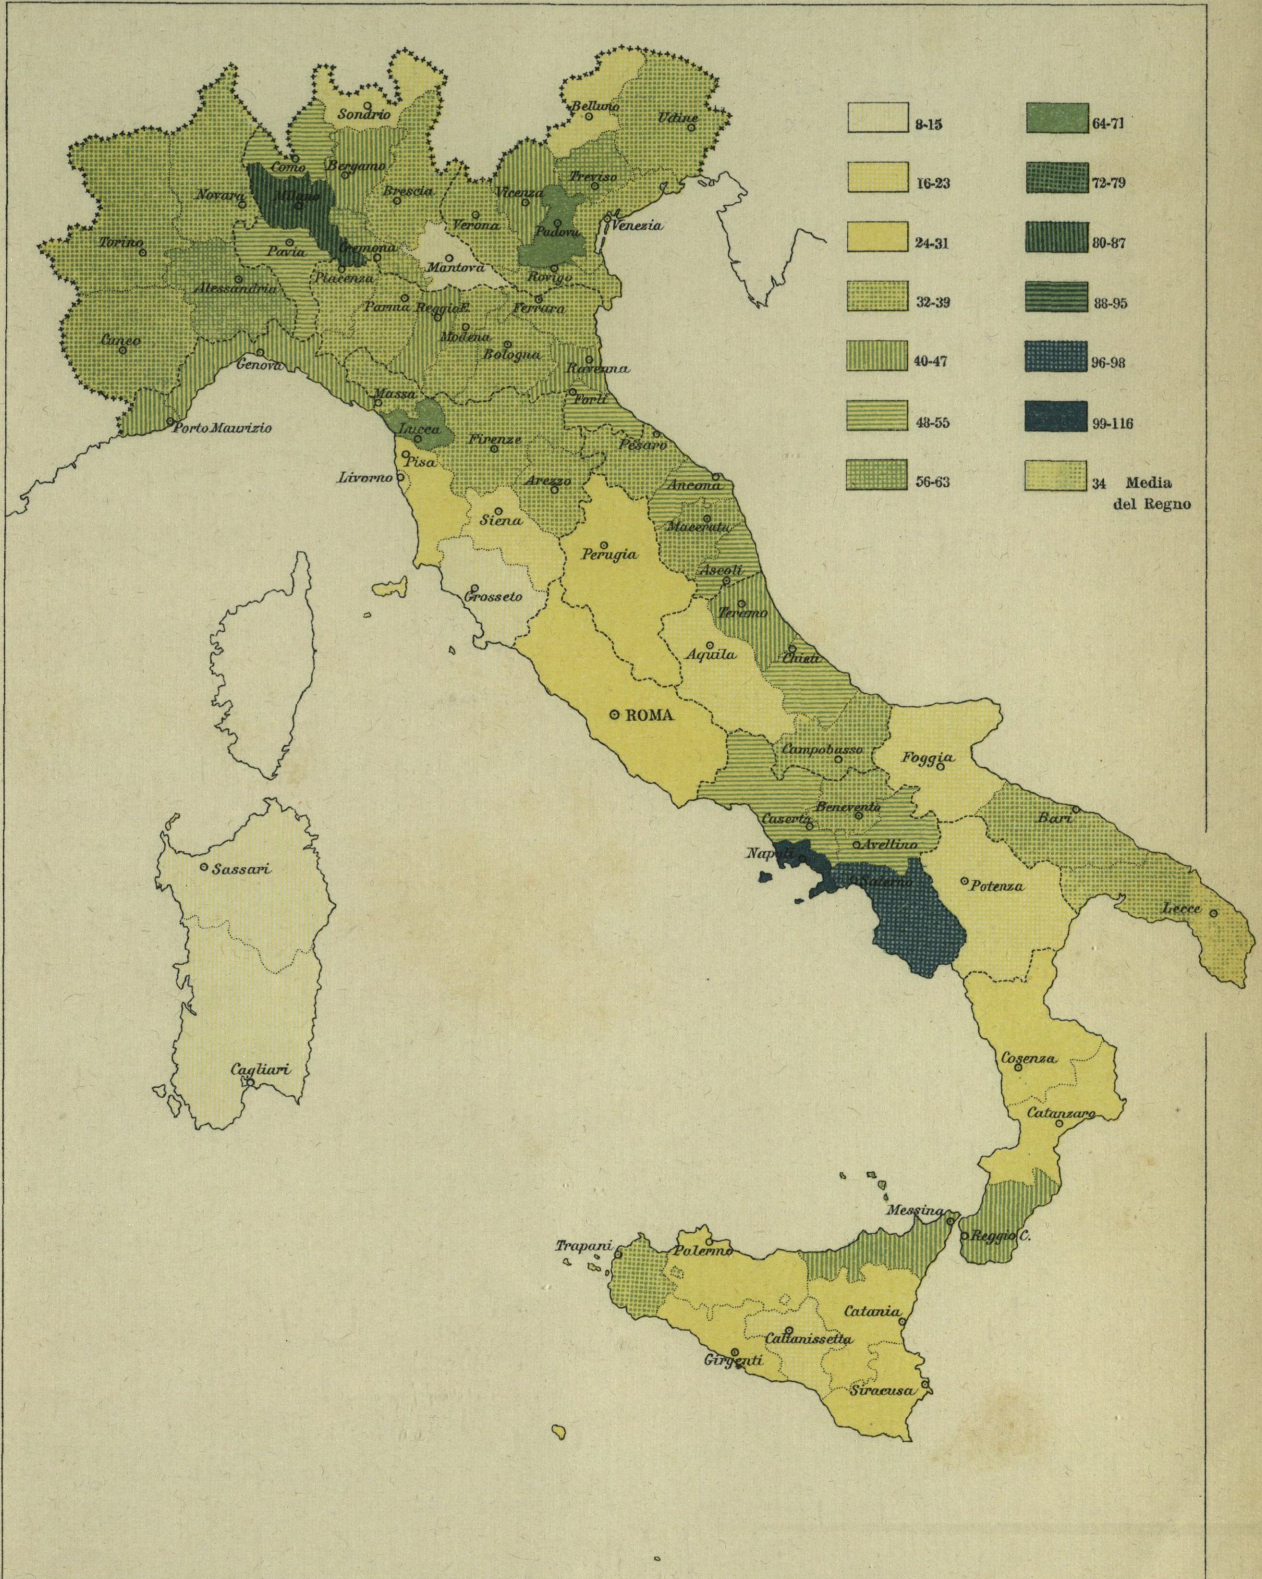 Sondrio
Belluno
Udine
Como
Bergamo
Treviso
Novara
Milano
Brescia
Vicenza
Verona
Padova
Venezia
Torino
Pavia
Cremona
Mantova
Piacenza
Rovigo
Alessandria
Parma
Reggio E.
Ferrara
Modena
Cuneo
Bologna
Genova
Ravenna
Massa
Forlì
Porto Maurizio
Lucca
Firenze
Pesaro
Pisa
Livorno
Arezzo
Ancona
Siena
Macerata
Perugia
Ascoli
Grosseto
Teramo
Aquila
Chieti
ROMA
Campobasso
Foggia
Benevento
Caserta
Bari
Avellino
Napoli
Salerno
Potenza
Lecce
Sassari
Cagliari
Cosenza
Catanzaro
Messina
Reggio C.
Trapani
Palermo
Catania
Caltanissetta
Girgenti
Siracusa
8-15
16-23
24-31
32-39
40-47
48-55
56-63
64-71
72-79
80-87
88-95
96-98
99-116
34 Media
del Regno